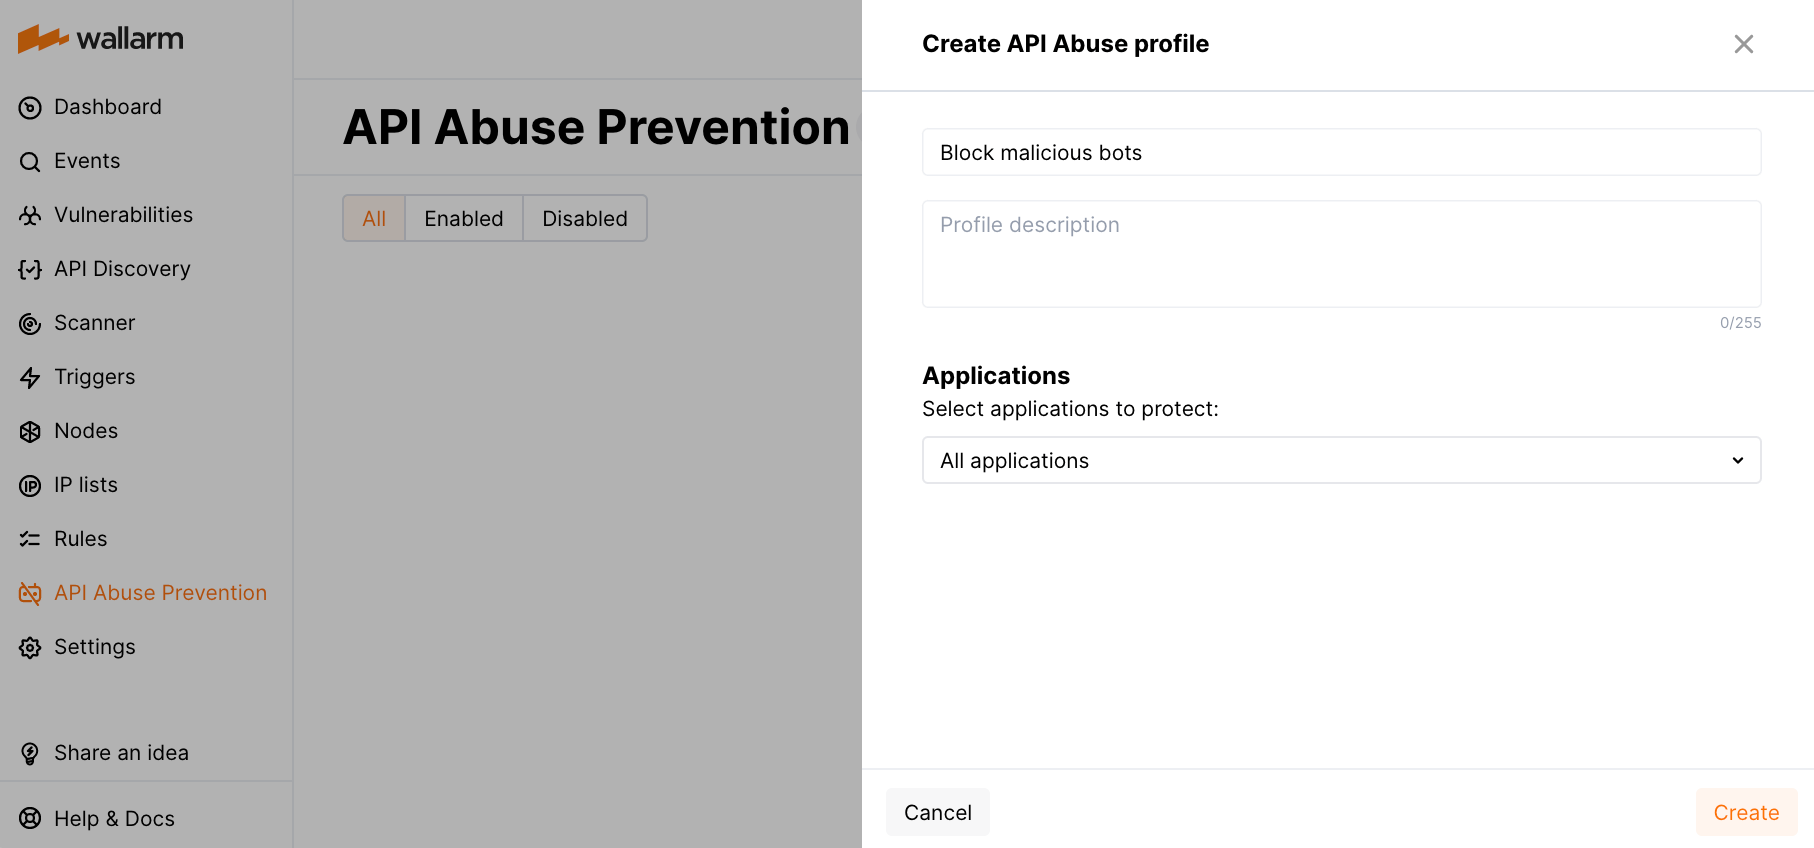 wallarm
Dashboard
Events
Vulnerabilities
API Discovery
Scanner
Triggers
Nodes
IP lists
Rules
API Abuse Prevention
Settings
Share an idea
Help & Docs
API Abuse Prevention
All Enabled Disabled
Create API Abuse profile
Block malicious bots
Profile description
0/255
Applications
Select applications to protect:
All applications
Cancel Create